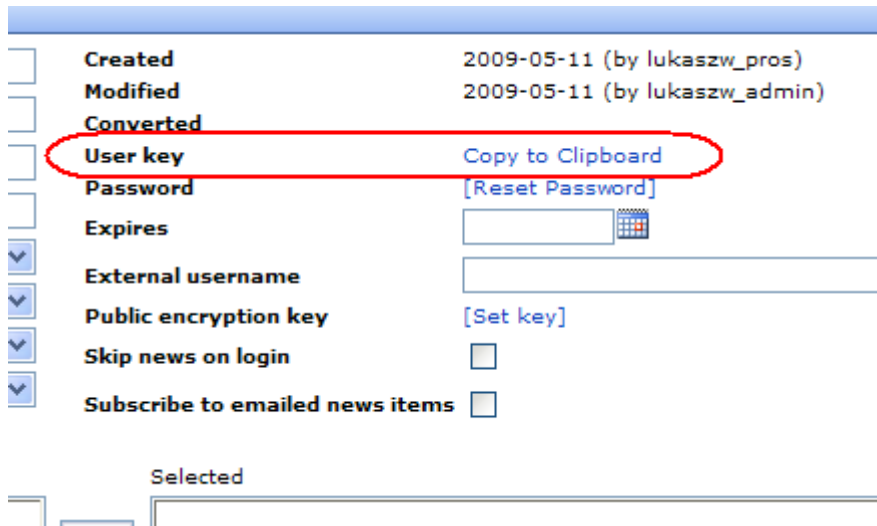 Created 2009-05-11 (by lukaszw_pros)
Modified 2009-05-11 (by lukaszw_admin)
Converted
User key Copy to Clipboard
Password [Reset Password]
Expires
External username
Public encryption key [Set key]
Skip news on login
Subscribe to emailed news items
Selected